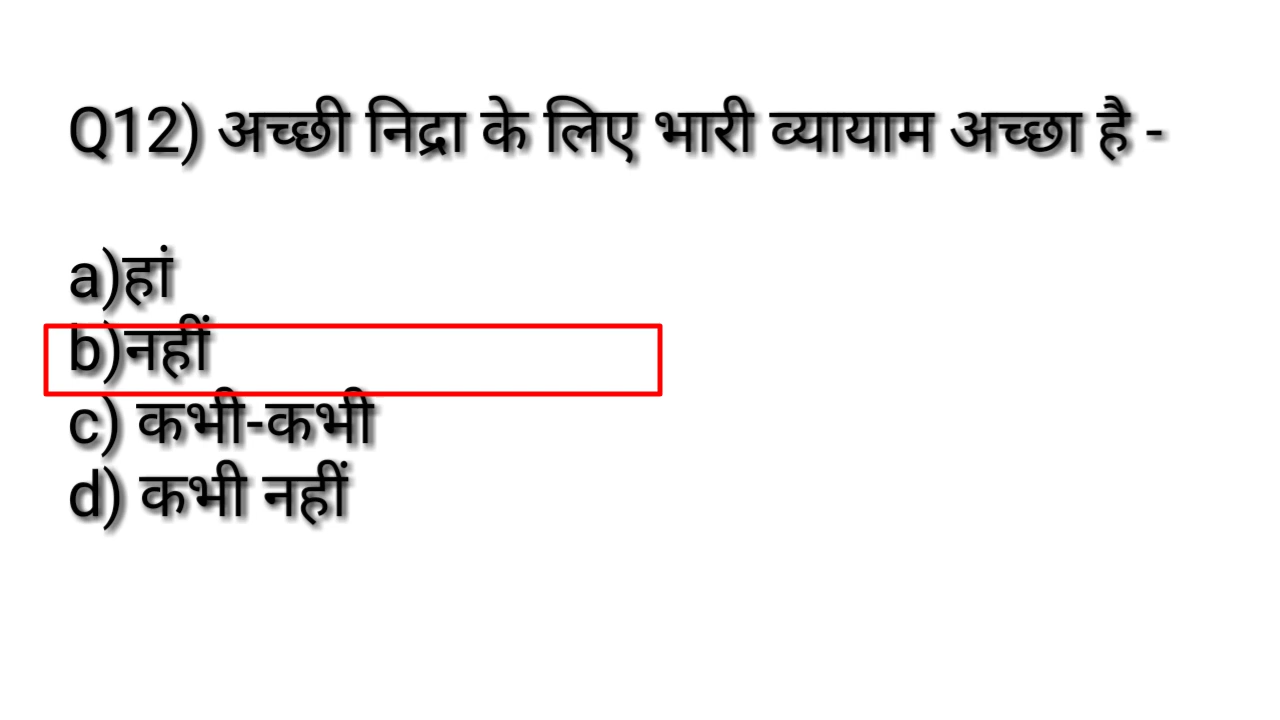 Q12) अच्छी निद्रा के लिए भारी व्यायाम अच्छा है -
a)हां
b)नहीं
c) कभी-कभी
d) कभी नहीं